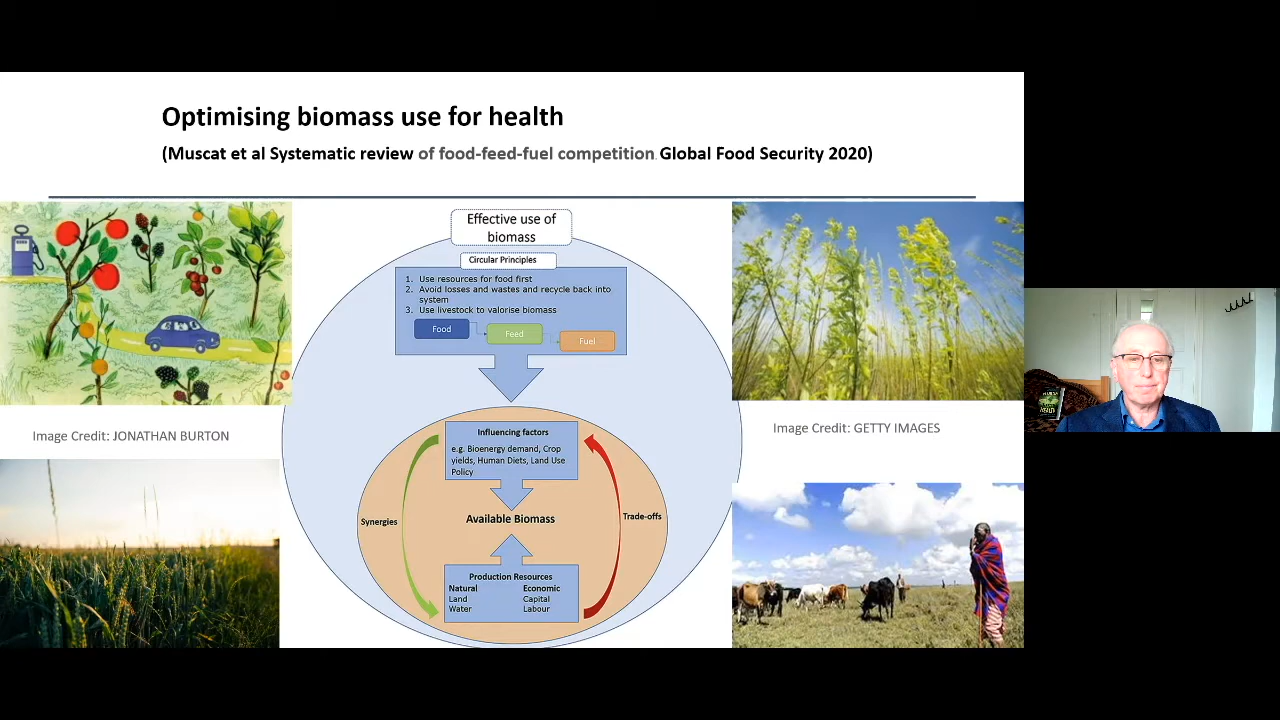 Optimising biomass use for health
(Muscat et al Systematic review of food-feed-fuel competition. Global Food Security 2020)
Effective use of
biomass
Circular Principles
1. Use resources for food first
2. Avoid losses and wastes and recycle back into
system
3. Use livestock to valorise biomass
Food
Feed
Fuel
Image Credit: JONATHAN BURTON
Image Credit: GETTY IMAGES
Influencing factors
e.g. Bioenergy demand, Crop
yields, Human Diets, Land Use
Policy
Synergies
Available Biomass
Trade-offs
Production Resources
Natural Economic
Land Capital
Water Labour